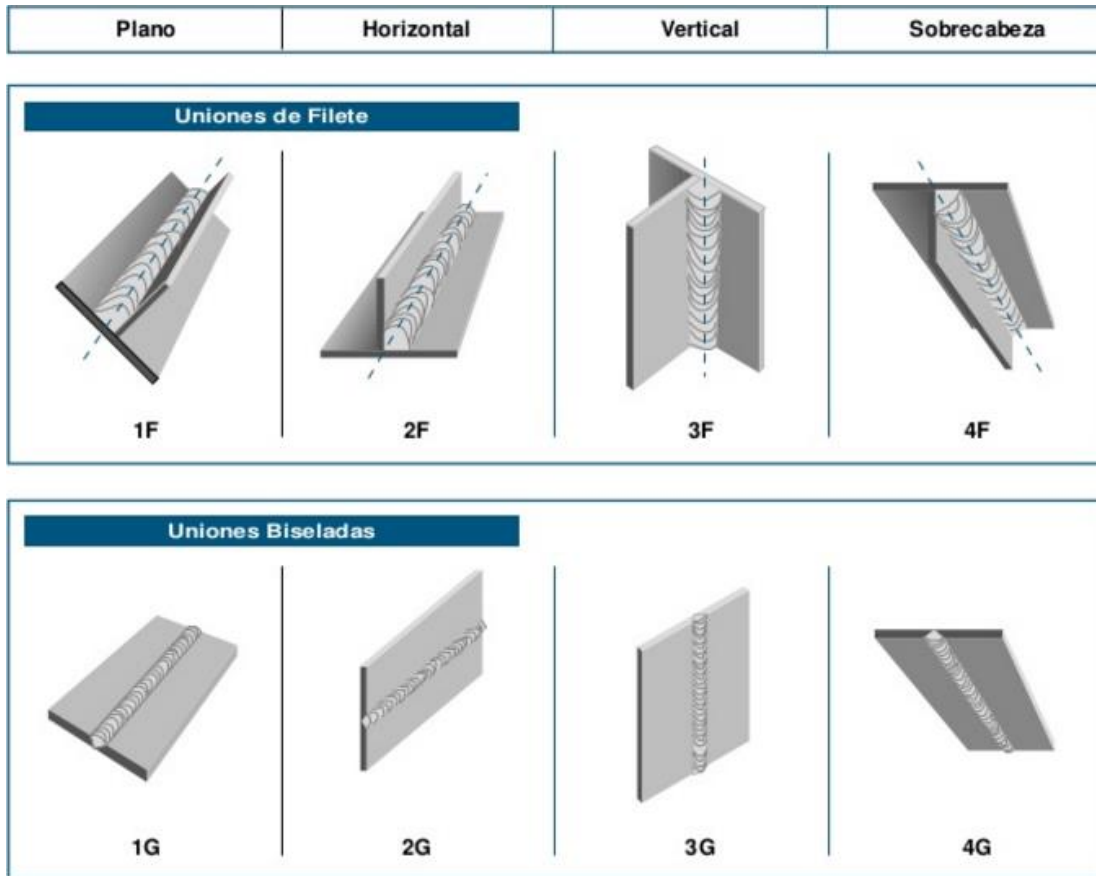 Plano Horizontal Vertical Sobrecabeza
Uniones de Filete
1F 2F 3F 4F
Uniones Biseladas
1G 2G 3G 4G